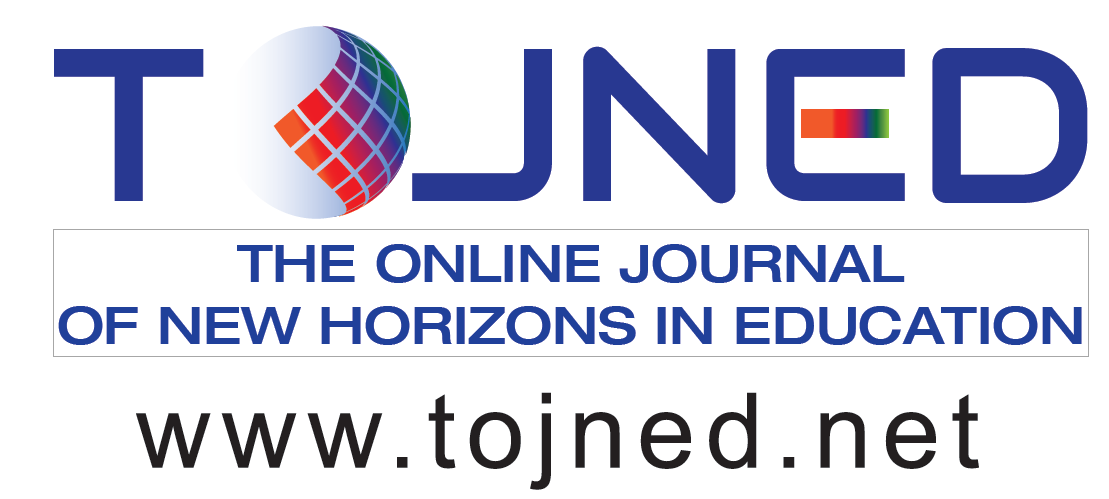 TOJNED
THE ONLINE JOURNAL
OF NEW HORIZONS IN EDUCATION
www.tojned.net